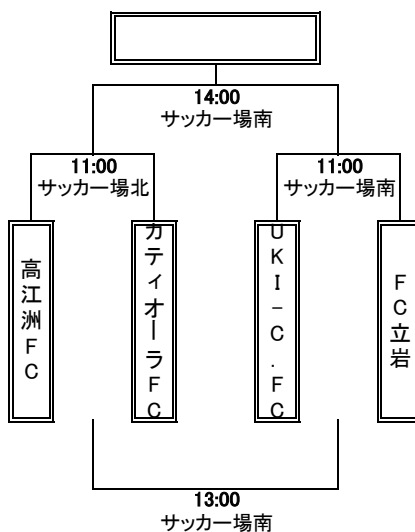 14:00
サッカー場南
11:00
サッカー場北
11:00
サッカー場南
高江洲FC
カティオーラFC
UKI-C.FC
FC立岩
13:00
サッカー場南